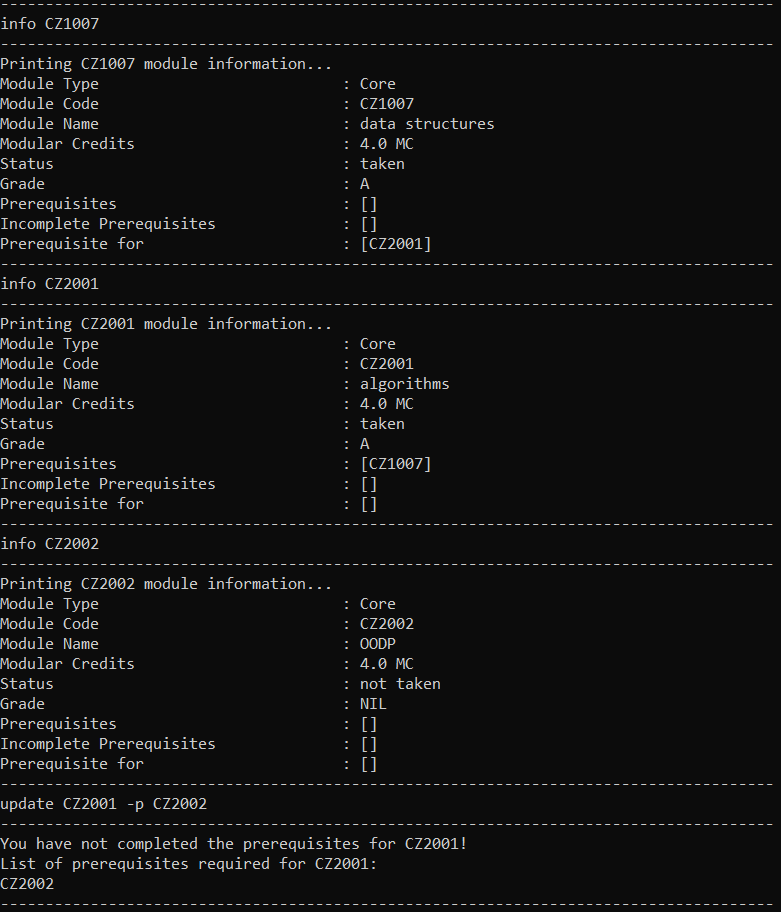 --------------------------------------------------------------------------------------
info CZ1007
--------------------------------------------------------------------------------------
Printing CZ1007 module information...
Module Type                           : Core
Module Code                           : CZ1007
Module Name                           : data structures
Modular Credits                       : 4.0 MC
Status                                : taken
Grade                                 : A
Prerequisites                         : []
Incomplete Prerequisites              : []
Prerequisite for                      : [CZ2001]
--------------------------------------------------------------------------------------
info CZ2001
--------------------------------------------------------------------------------------
Printing CZ2001 module information...
Module Type                           : Core
Module Code                           : CZ2001
Module Name                           : algorithms
Modular Credits                       : 4.0 MC
Status                                : taken
Grade                                 : A
Prerequisites                         : [CZ1007]
Incomplete Prerequisites              : []
Prerequisite for                      : []
--------------------------------------------------------------------------------------
info CZ2002
--------------------------------------------------------------------------------------
Printing CZ2002 module information...
Module Type                           : Core
Module Code                           : CZ2002
Module Name                           : OODP
Modular Credits                       : 4.0 MC
Status                                : not taken
Grade                                 : NIL
Prerequisites                         : []
Incomplete Prerequisites              : []
Prerequisite for                      : []
--------------------------------------------------------------------------------------
update CZ2001 -p CZ2002
--------------------------------------------------------------------------------------
You have not completed the prerequisites for CZ2001!
List of prerequisites required for CZ2001:
CZ2002
--------------------------------------------------------------------------------------